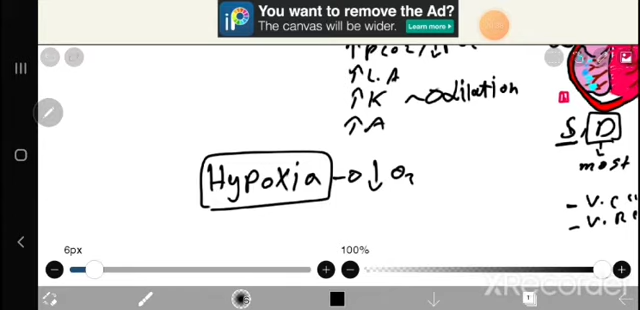 You want to remove the Ad?
The canvas will be wider.
Learn more
↑ L.A
↑ K dilation
↑ A
S, D
most
Hypoxia ↓ O2
- V.C
- V.R
6px
100%
1
XRecorder